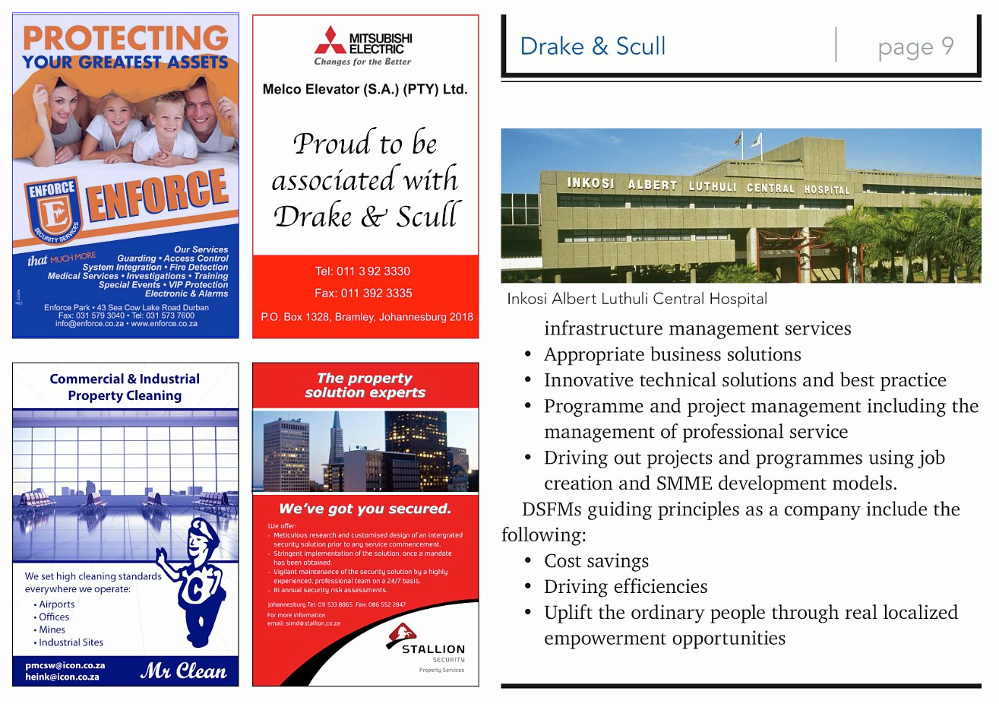 PROTECTING
YOUR GREATEST ASSETS
ENFORCE
E
SECURITY SERVICES
ENFORCE
that MUCH MORE
Our Services
Guarding • Access Control
System Integration • Fire Detection
Medical Services • Investigations • Training
Special Events • VIP Protection
Electronic & Alarms
Enforce Park • 43 Sea Cow Lake Road Durban
Fax: 031 579 3040 • Tel: 031 573 7600
info@enforce.co.za • www.enforce.co.za
MITSUBISHI
ELECTRIC
Changes for the Better
Melco Elevator (S.A.) (PTY) Ltd.
Proud to be
associated with
Drake & Scull
Tel: 011 3 92 3330
Fax: 011 392 3335
P.O. Box 1328, Bramley, Johannesburg 2018
Commercial & Industrial
Property Cleaning
C
We set high cleaning standards
everywhere we operate:
• Airports
• Offices
• Mines
• Industrial Sites
pmcsw@icon.co.za
heink@icon.co.za
Mr Clean
The property
solution experts
We've got you secured.
We offer:
· Meticulous research and customised design of an intergrated
security solution prior to any service commencement.
· Stringent implementation of the solution, once a mandate
has been obtained.
· Vigilant maintenance of the security solution by a highly
experienced, professional team on a 24/7 basis.
· Bi annual security risk assessments.
Johannesburg Tel: 011 533 8865 Fax: 086 552 2847
For more information
email: simd@stallion.co.za
STALLION
SECURITY
Property Services
Drake & Scull
page 9
INKOSI ALBERT LUTHULI CENTRAL HOSPITAL
Inkosi Albert Luthuli Central Hospital
infrastructure management services
• Appropriate business solutions
• Innovative technical solutions and best practice
• Programme and project management including the
management of professional service
• Driving out projects and programmes using job
creation and SMME development models.
DSFMs guiding principles as a company include the
following:
• Cost savings
• Driving efficiencies
• Uplift the ordinary people through real localized
empowerment opportunities